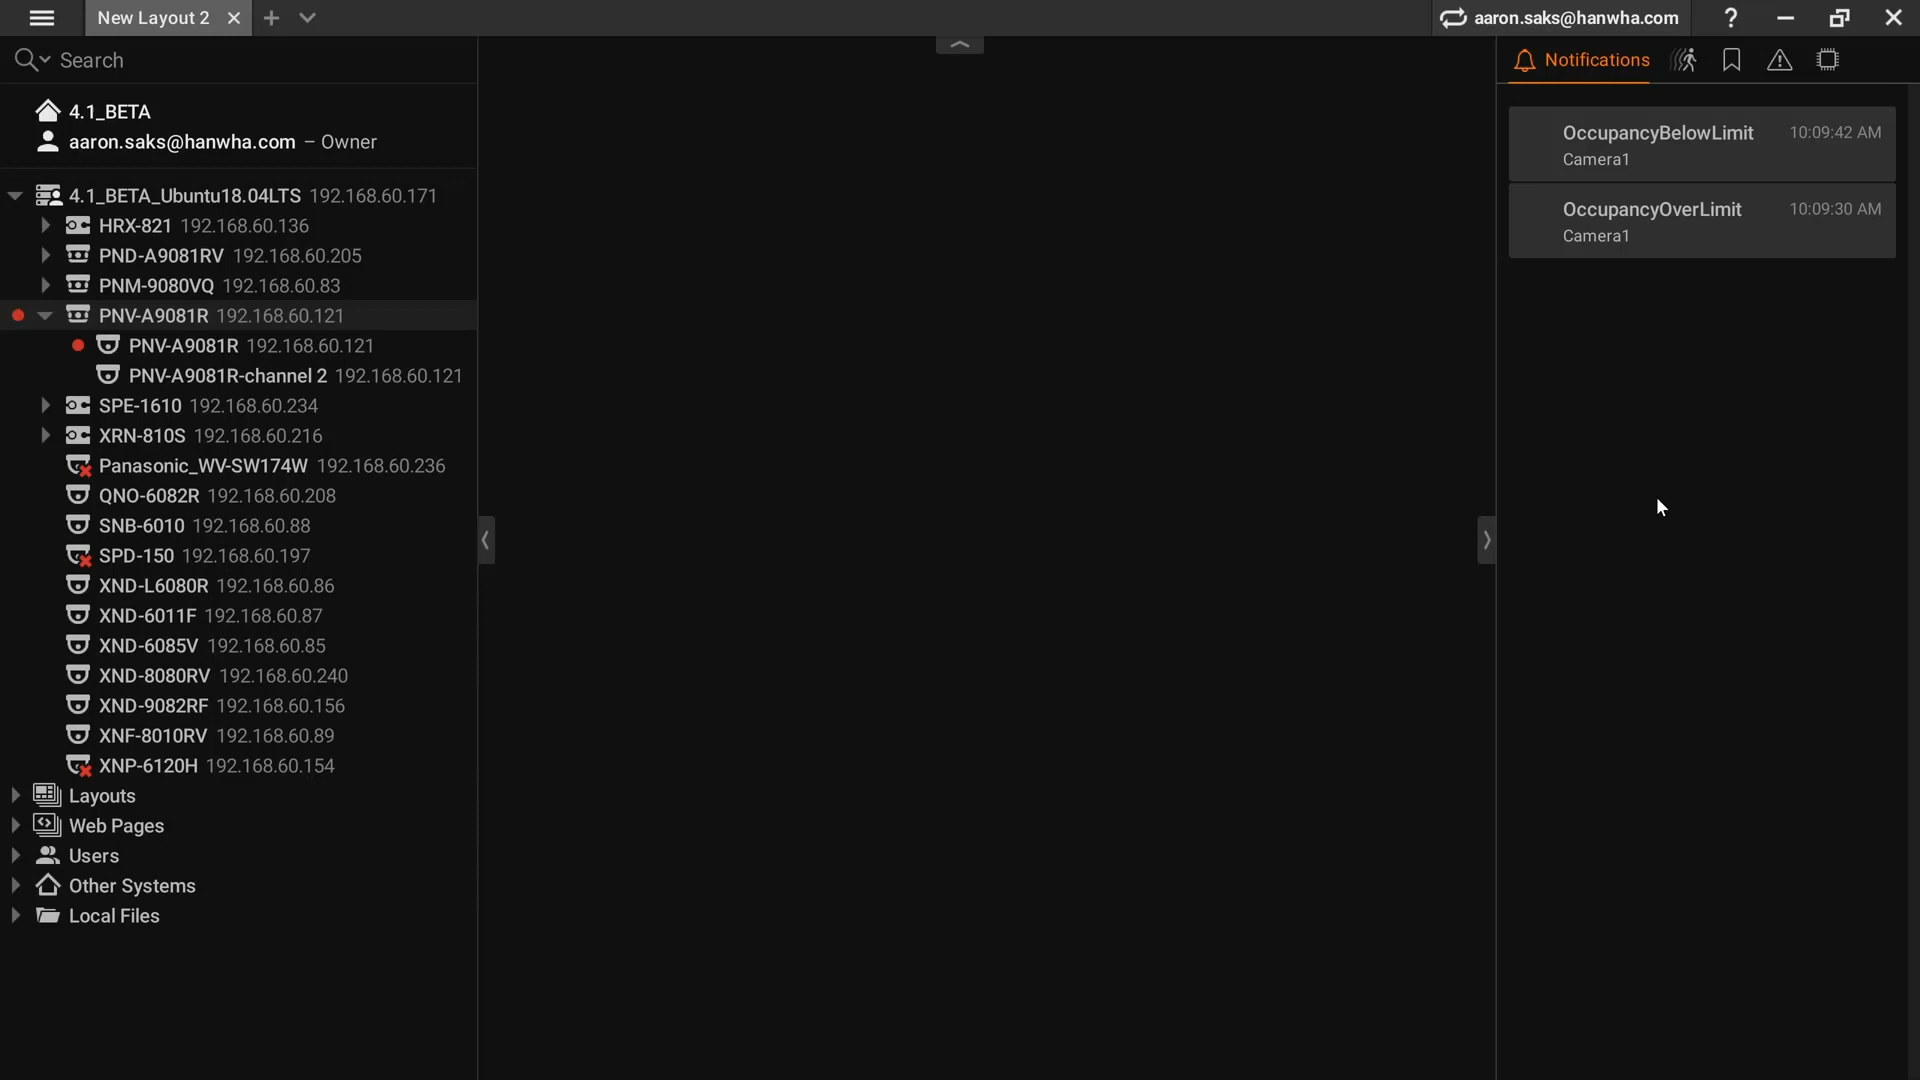 New Layout 2
aaron.saks@hanwha.com ?
Search
4.1_BETA
aaron.saks@hanwha.com – Owner
4.1_BETA_Ubuntu18.04LTS 192.168.60.171
HRX-821 192.168.60.136
PND-A9081RV 192.168.60.205
PNM-9080VQ 192.168.60.83
PNV-A9081R 192.168.60.121
PNV-A9081R 192.168.60.121
PNV-A9081R-channel 2 192.168.60.121
SPE-1610 192.168.60.234
XRN-810S 192.168.60.216
Panasonic_WV-SW174W 192.168.60.236
QNO-6082R 192.168.60.208
SNB-6010 192.168.60.88
SPD-150 192.168.60.197
XND-L6080R 192.168.60.86
XND-6011F 192.168.60.87
XND-6085V 192.168.60.85
XND-8080RV 192.168.60.240
XND-9082RF 192.168.60.156
XNF-8010RV 192.168.60.89
XNP-6120H 192.168.60.154
Layouts
Web Pages
Users
Other Systems
Local Files
Notifications
OccupancyBelowLimit 10:09:42 AM
Camera1
OccupancyOverLimit 10:09:30 AM
Camera1